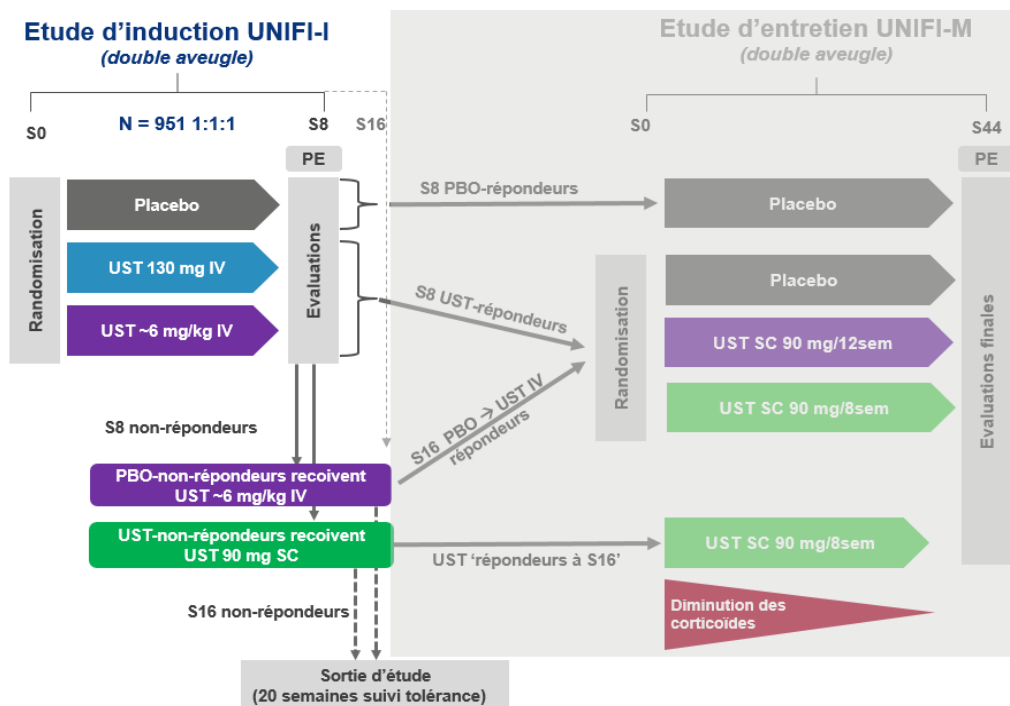 Etude d'induction UNIFI-I
(double aveugle)
Etude d'entretien UNIFI-M
(double aveugle)
S0
N = 951 1:1:1
S8
S16
S0
S44
PE
PE
Randomisation
Placebo
UST 130 mg IV
UST ~6 mg/kg IV
Evaluations
S8 PBO-répondeurs
S8 UST-répondeurs
S16 PBO → UST IV
répondeurs
Randomisation
Placebo
Placebo
UST SC 90 mg/12sem
UST SC 90 mg/8sem
Evaluations finales
S8 non-répondeurs
PBO-non-répondeurs recoivent
UST ~6 mg/kg IV
UST-non-répondeurs recoivent
UST 90 mg SC
UST 'répondeurs à S16'
UST SC 90 mg/8sem
S16 non-répondeurs
Diminution des
corticoïdes
Sortie d'étude
(20 semaines suivi tolérance)